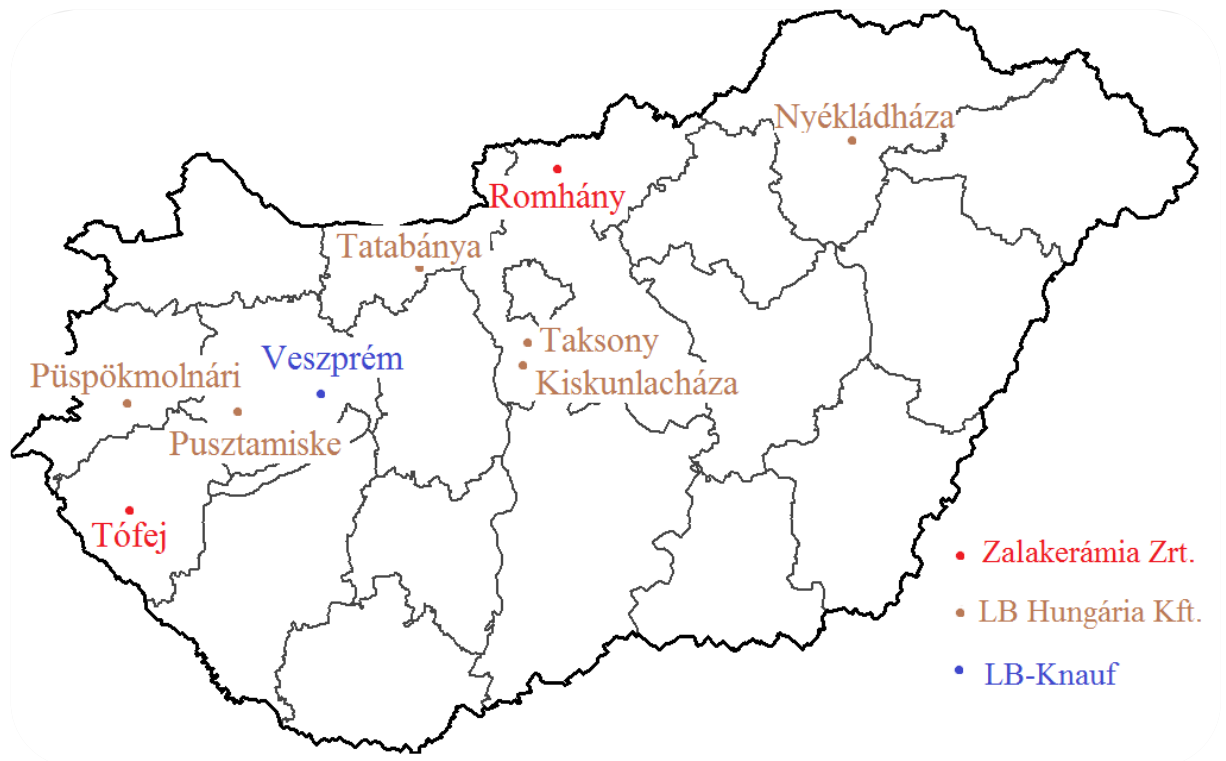 Nyékládháza
Romhány
Tatabánya
Taksony
Veszprém
Püspökmolnári
Kiskunlacháza
Pusztamiske
Tófej
Zalakerámia Zrt.
LB Hungária Kft.
LB-Knauf